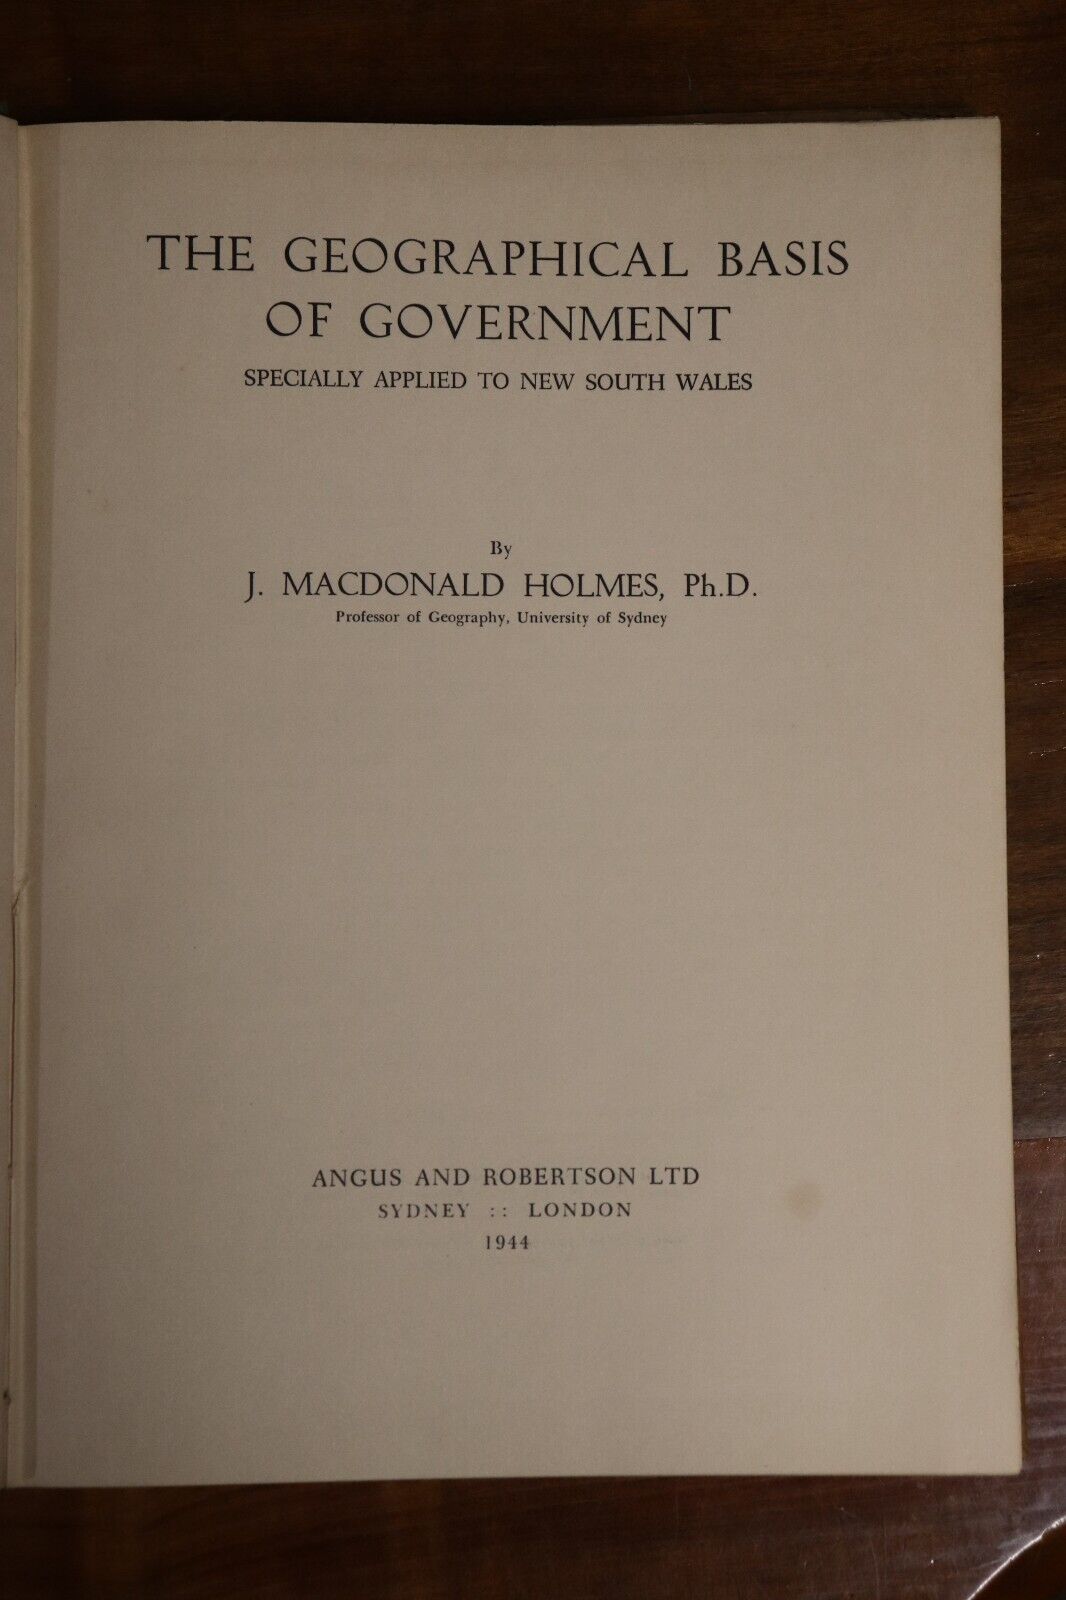 THE GEOGRAPHICAL BASIS
OF GOVERNMENT
SPECIALLY APPLIED TO NEW SOUTH WALES
By
J. MACDONALD HOLMES, Ph.D.
Professor of Geography, University of Sydney
ANGUS AND ROBERTSON LTD
SYDNEY :: LONDON
1944